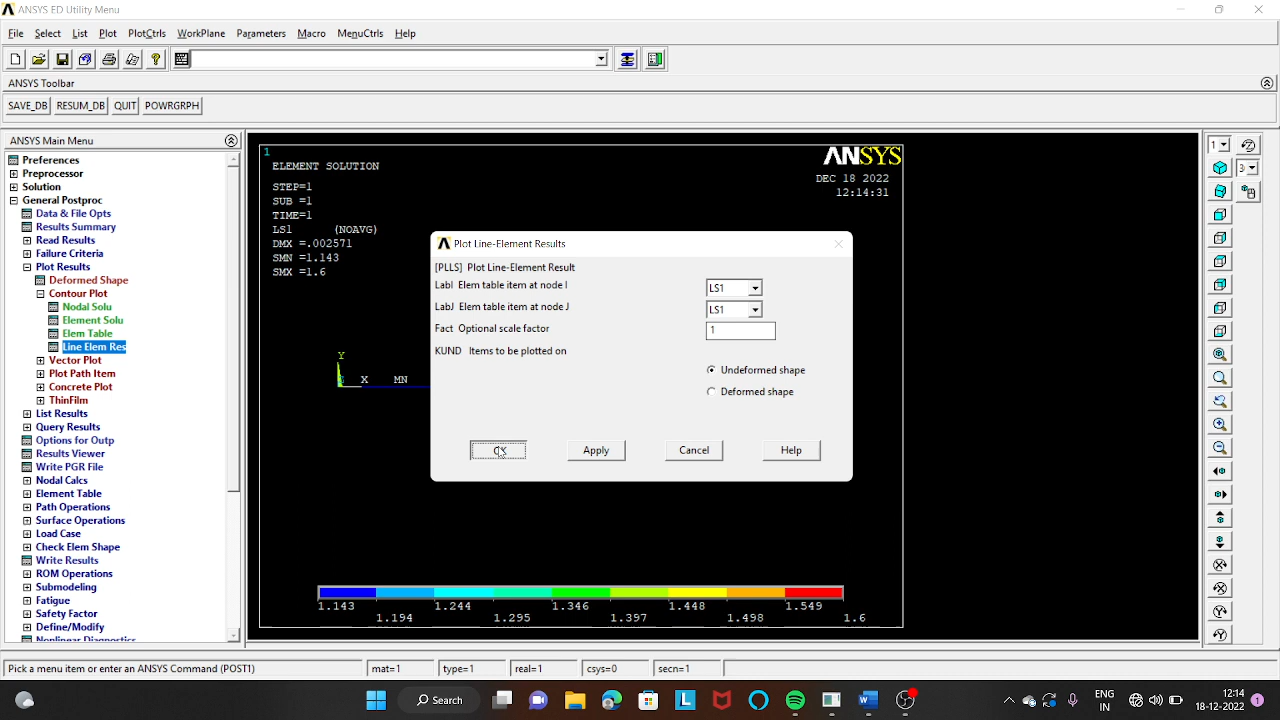 ANSYS ED Utility Menu
File Select List Plot PlotCtrls WorkPlane Parameters Macro MenuCtrls Help
ANSYS Toolbar
SAVE_DB RESUM_DB QUIT POWRGRPH
ANSYS Main Menu
Preferences
Preprocessor
Solution
General Postproc
Data & File Opts
Results Summary
Read Results
Failure Criteria
Plot Results
Deformed Shape
Contour Plot
Nodal Solu
Element Solu
Elem Table
Line Elem Res
Vector Plot
Plot Path Item
Concrete Plot
ThinFilm
List Results
Query Results
Options for Outp
Results Viewer
Write PGR File
Nodal Calcs
Element Table
Path Operations
Surface Operations
Load Case
Check Elem Shape
Write Results
ROM Operations
Submodeling
Fatigue
Safety Factor
Define/Modify
Nonlinear Diagnostics
1
ELEMENT SOLUTION
STEP=1
SUB =1
TIME=1
LS1 (NOAVG)
DMX =.002571
SMN =1.143
SMX =1.6
ANSYS
DEC 18 2022
12:14:31
Y
X MN
Plot Line-Element Results
[PLLS] Plot Line-Element Result
LabI Elem table item at node I LS1
LabJ Elem table item at node J LS1
Fact Optional scale factor 1
KUND Items to be plotted on
Undeformed shape
Deformed shape
OK Apply Cancel Help
1.143 1.244 1.346 1.448 1.549
1.194 1.295 1.397 1.498 1.6
1
3
Pick a menu item or enter an ANSYS Command (POST1) mat=1 type=1 real=1 csys=0 secn=1
Search
ENG
IN
12:14
18-12-2022
1